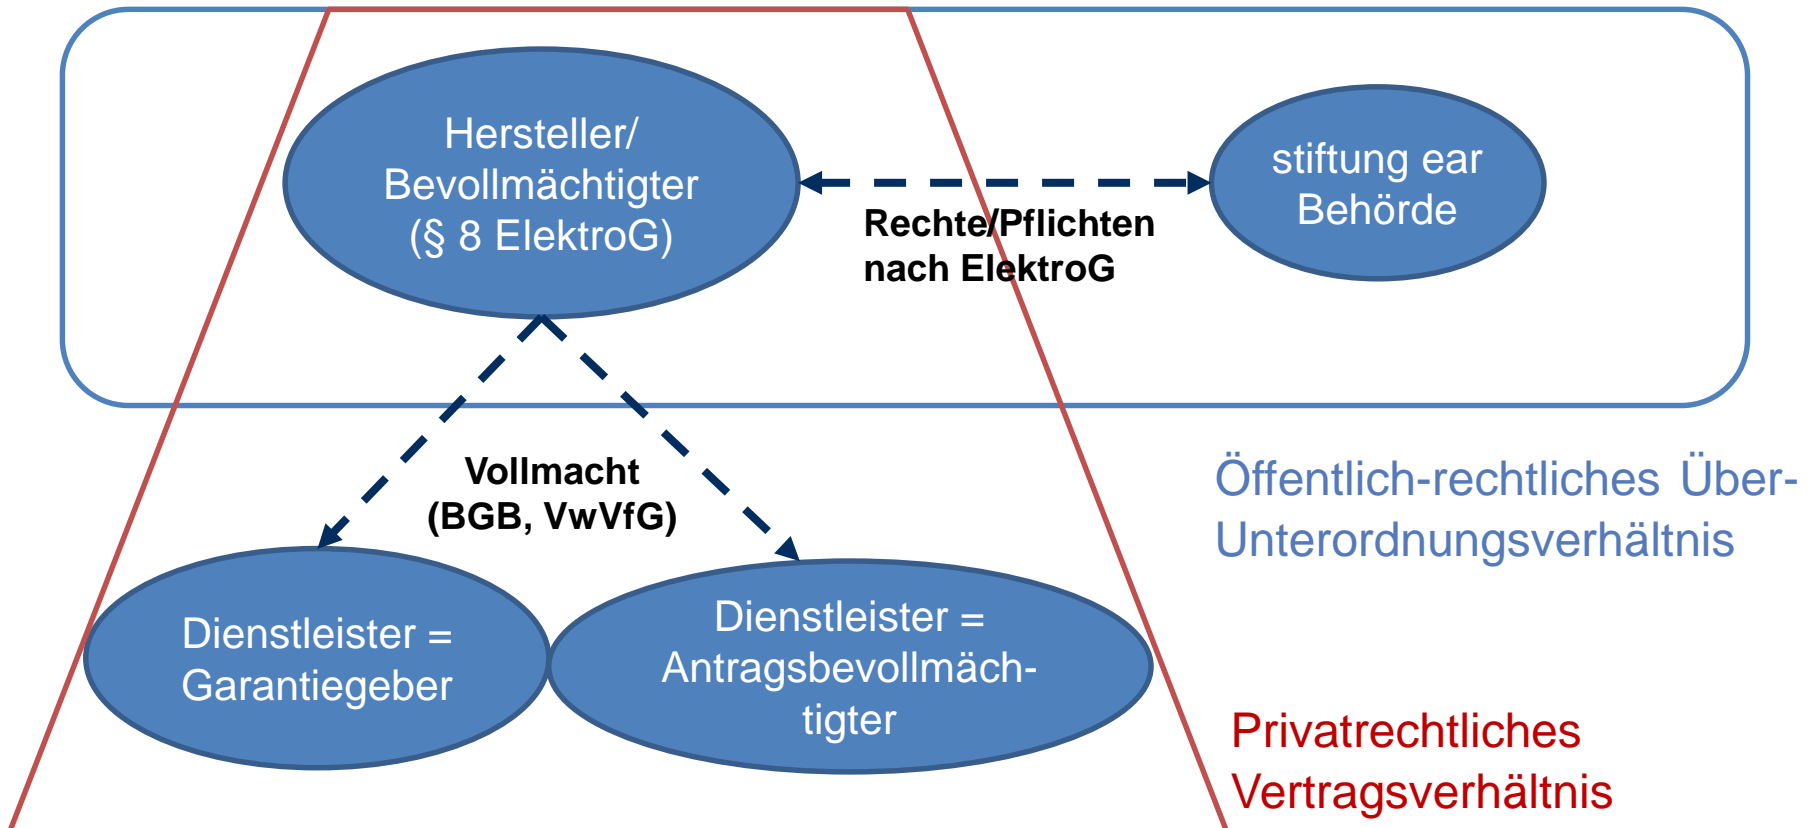 Hersteller/
Bevollmächtigter
(§ 8 ElektroG)
stiftung ear
Behörde
Rechte/Pflichten
nach ElektroG
Vollmacht
(BGB, VwVfG)
Öffentlich-rechtliches Über-
Unterordnungsverhältnis
Dienstleister =
Garantiegeber
Dienstleister =
Antragsbevollmäch-
tigter
Privatrechtliches
Vertragsverhältnis